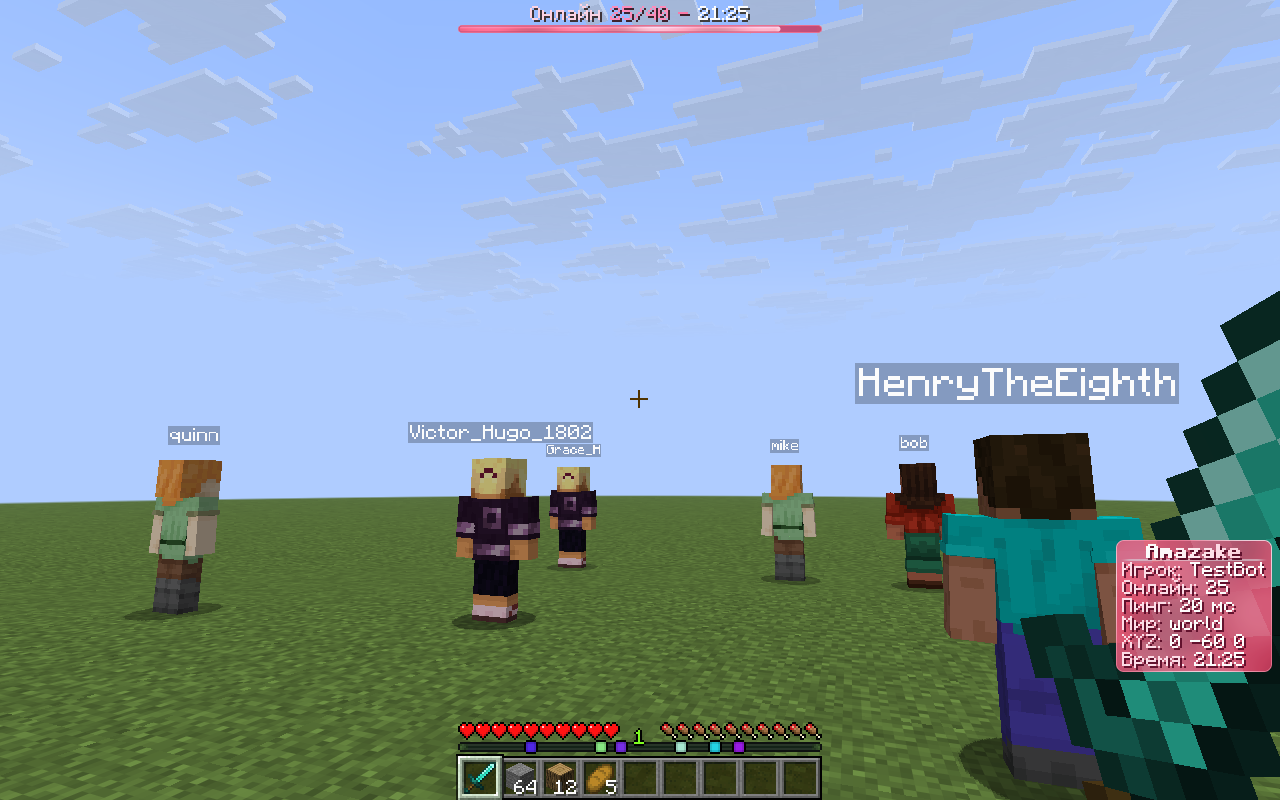 Онлайн 25/40 - 21:25
HenryTheEighth
quinn
Victor_Hugo_1802
Grace_H
mike
bob
Amazake
Игрок: TestBot
Онлайн: 25
Пинг: 20 мс
Мир: world
XYZ: 0 -60 0
Время: 21:25
1
64
12
5